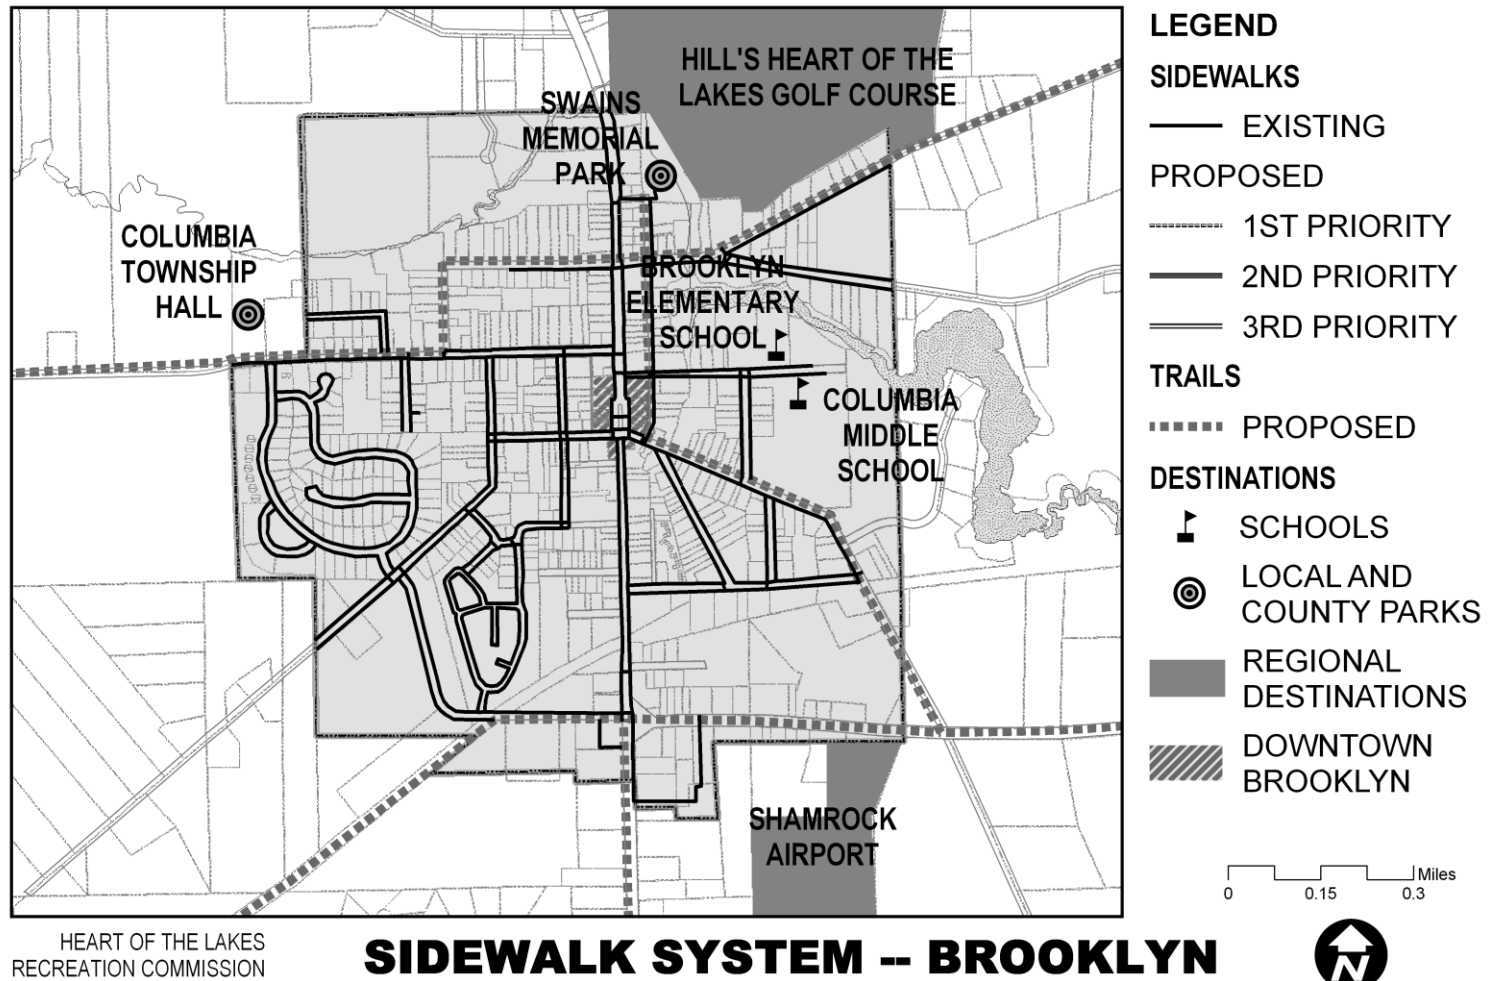 HILL'S HEART OF THE
LAKES GOLF COURSE
SWAINS
MEMORIAL
PARK
COLUMBIA
TOWNSHIP
HALL
BROOKLYN
ELEMENTARY
SCHOOL
COLUMBIA
MIDDLE
SCHOOL
SHAMROCK
AIRPORT
LEGEND
SIDEWALKS
EXISTING
PROPOSED
1ST PRIORITY
2ND PRIORITY
3RD PRIORITY
TRAILS
PROPOSED
DESTINATIONS
SCHOOLS
LOCAL AND
COUNTY PARKS
REGIONAL
DESTINATIONS
DOWNTOWN
BROOKLYN
Miles
0 0.15 0.3
N
HEART OF THE LAKES
RECREATION COMMISSION
SIDEWALK SYSTEM -- BROOKLYN